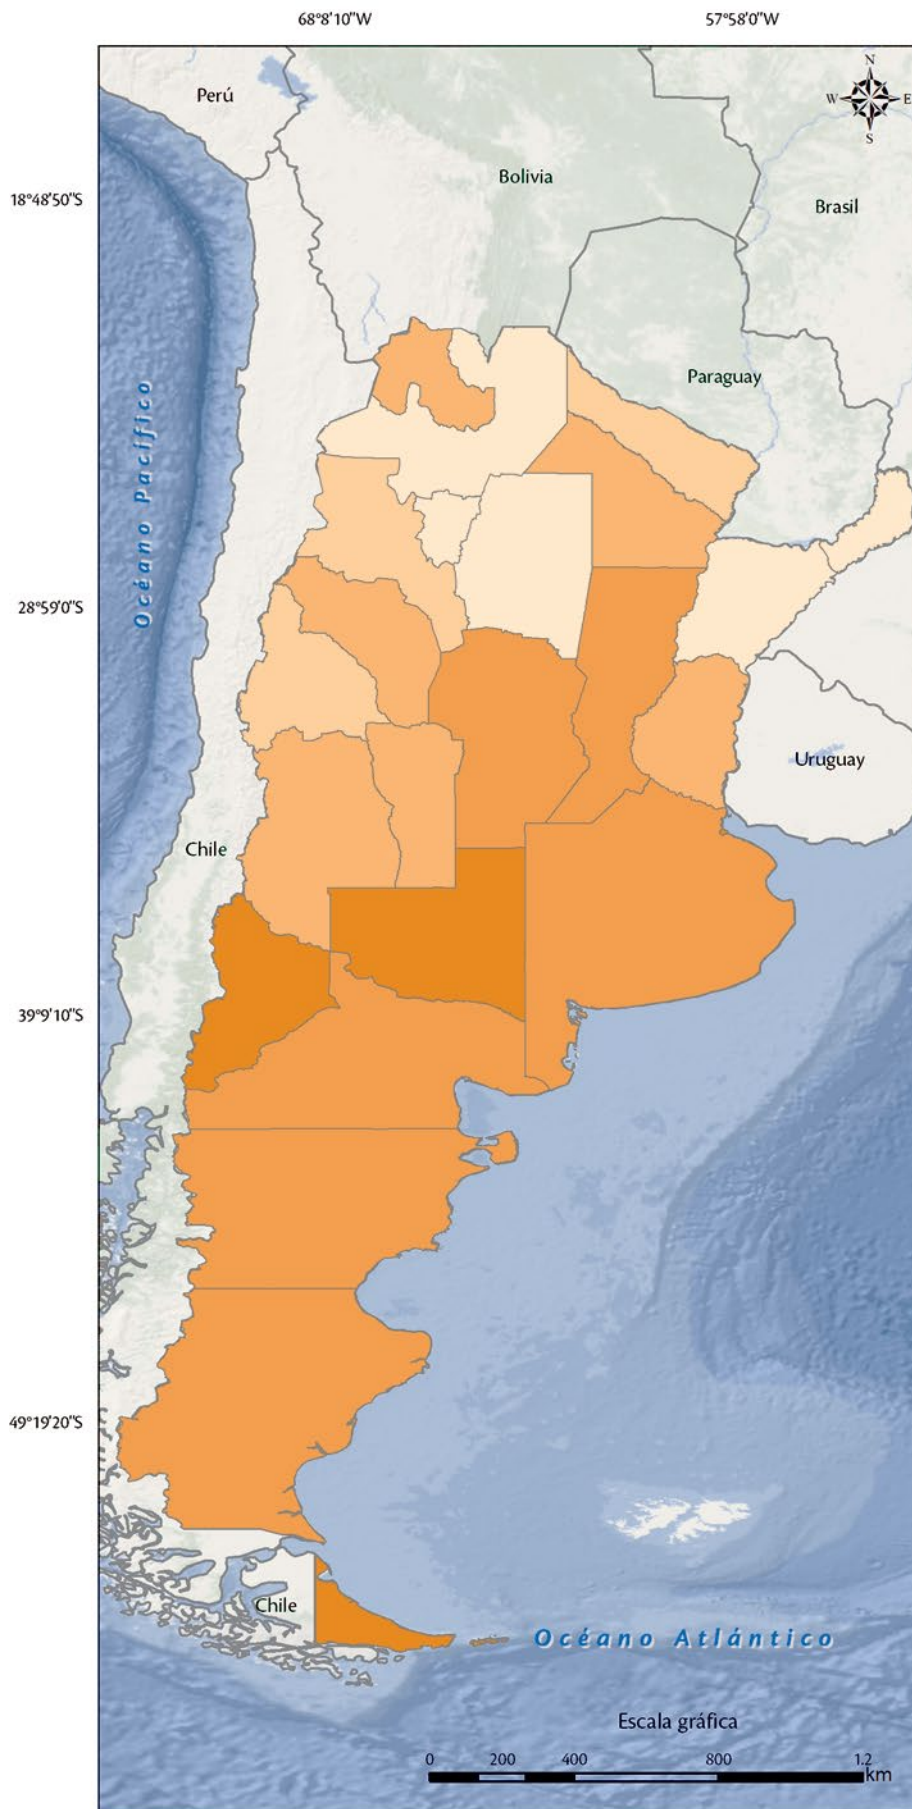 68°8'10"W
57°58'0"W
N
W
E
S
Perú
Bolivia
Brasil
18°48'50"S
Paraguay
Océano Pacífico
28°59'0"S
Uruguay
Chile
39°9'10"S
49°19'20"S
Chile
Océano Atlántico
Escala gráfica
0 200 400 800 1.2
km